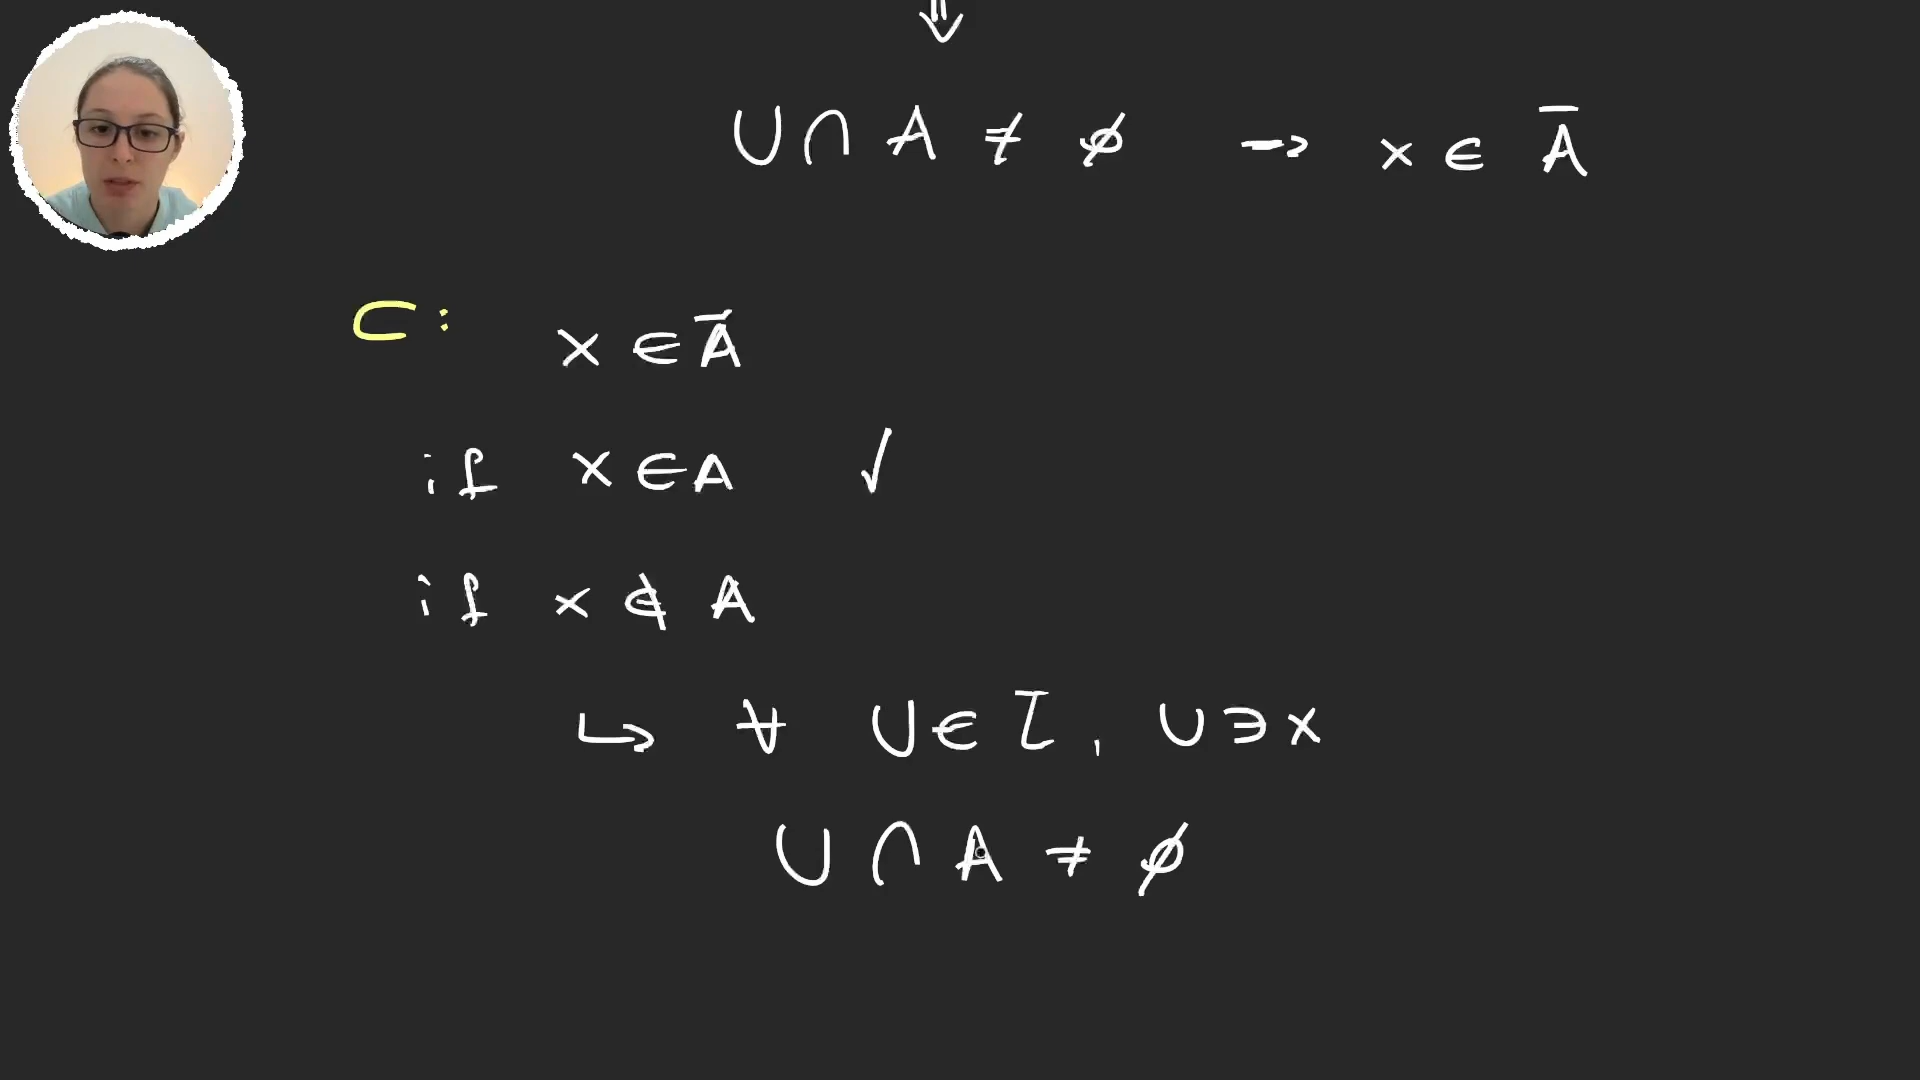 ⇓
U ∩ A ≠ ∅ → x ∈ Ā
⊂: x ∈ Ā
if x ∈ A ✓
if x ∉ A
↪ ∀ U ∈ τ, U ∋ x
U ∩ A ≠ ∅